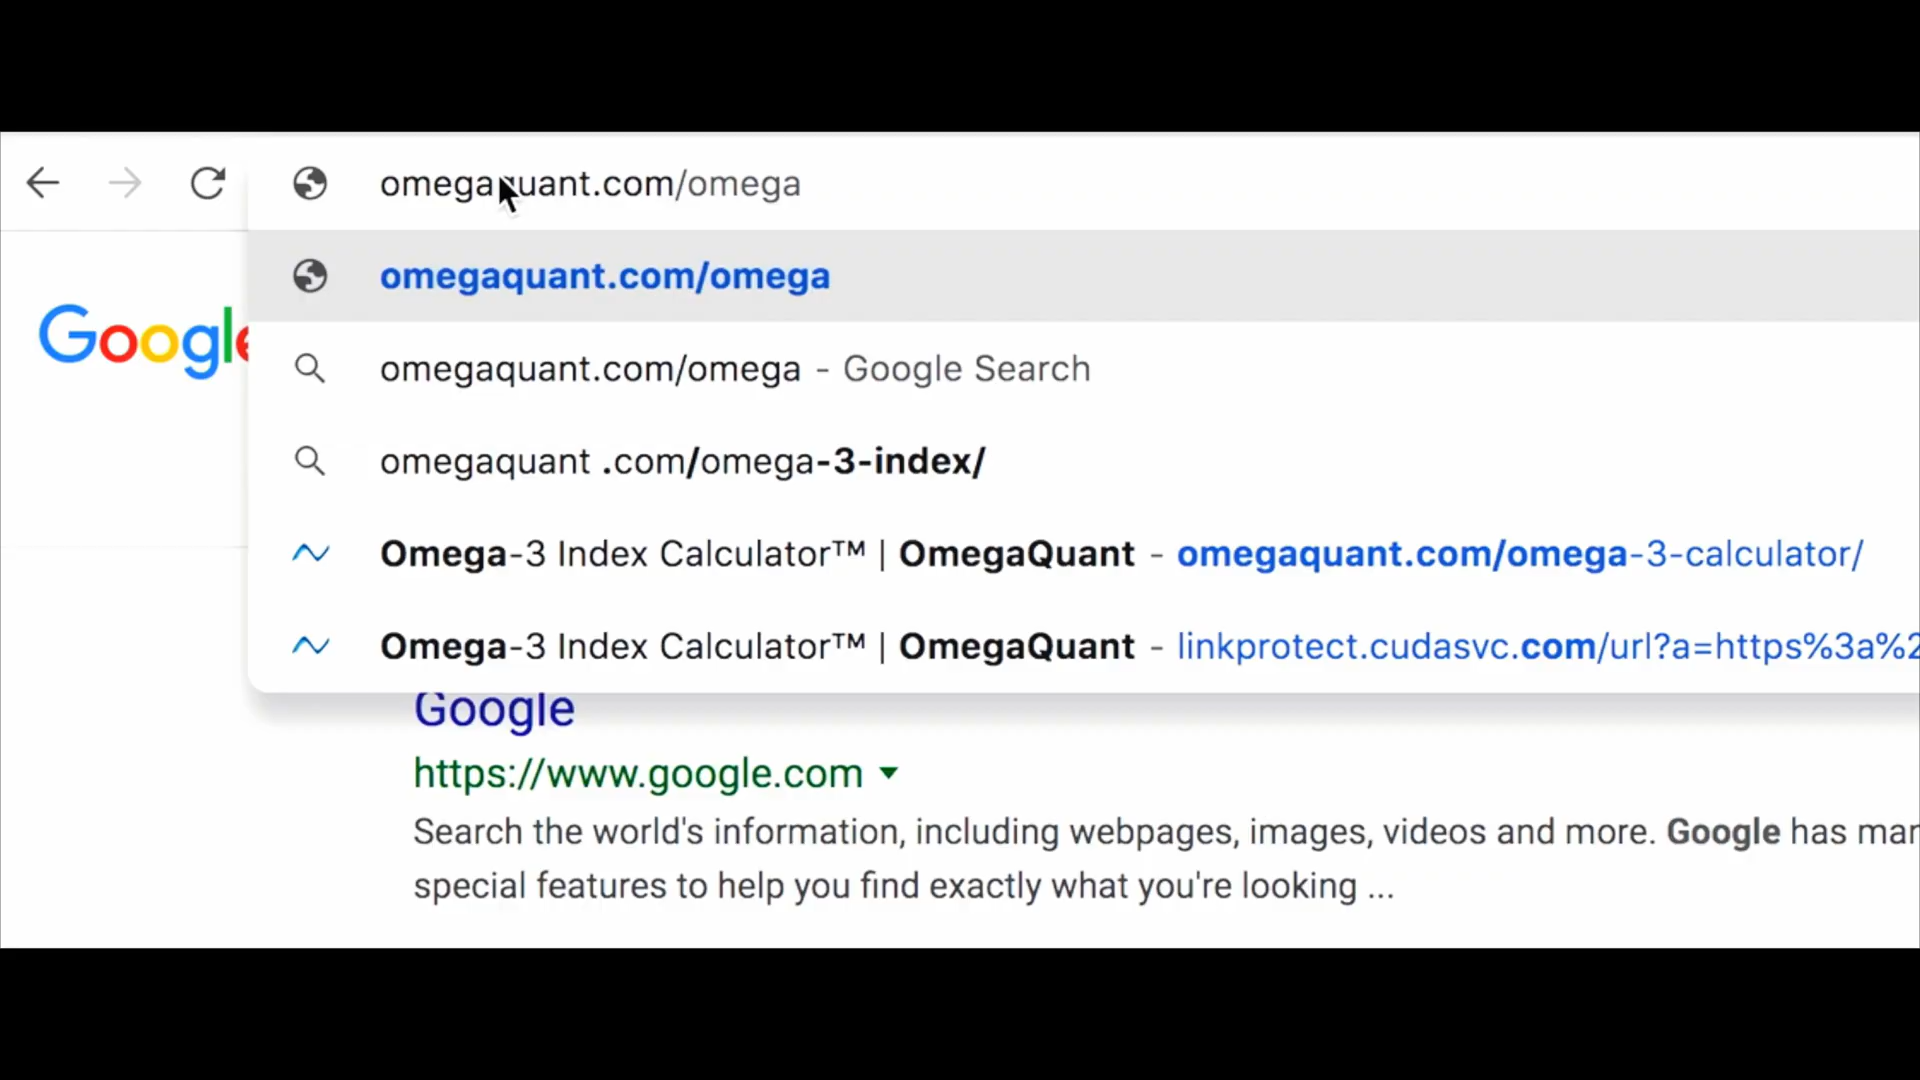 omegaquant.com/omega
omegaquant.com/omega
Google
omegaquant.com/omega - Google Search
omegaquant .com/omega-3-index/
Omega-3 Index Calculator™ | OmegaQuant - omegaquant.com/omega-3-calculator/
Omega-3 Index Calculator™ | OmegaQuant - linkprotect.cudasvc.com/url?a=https%3a%2
Google
https://www.google.com
Search the world's information, including webpages, images, videos and more. Google has
special features to help you find exactly what you're looking ...